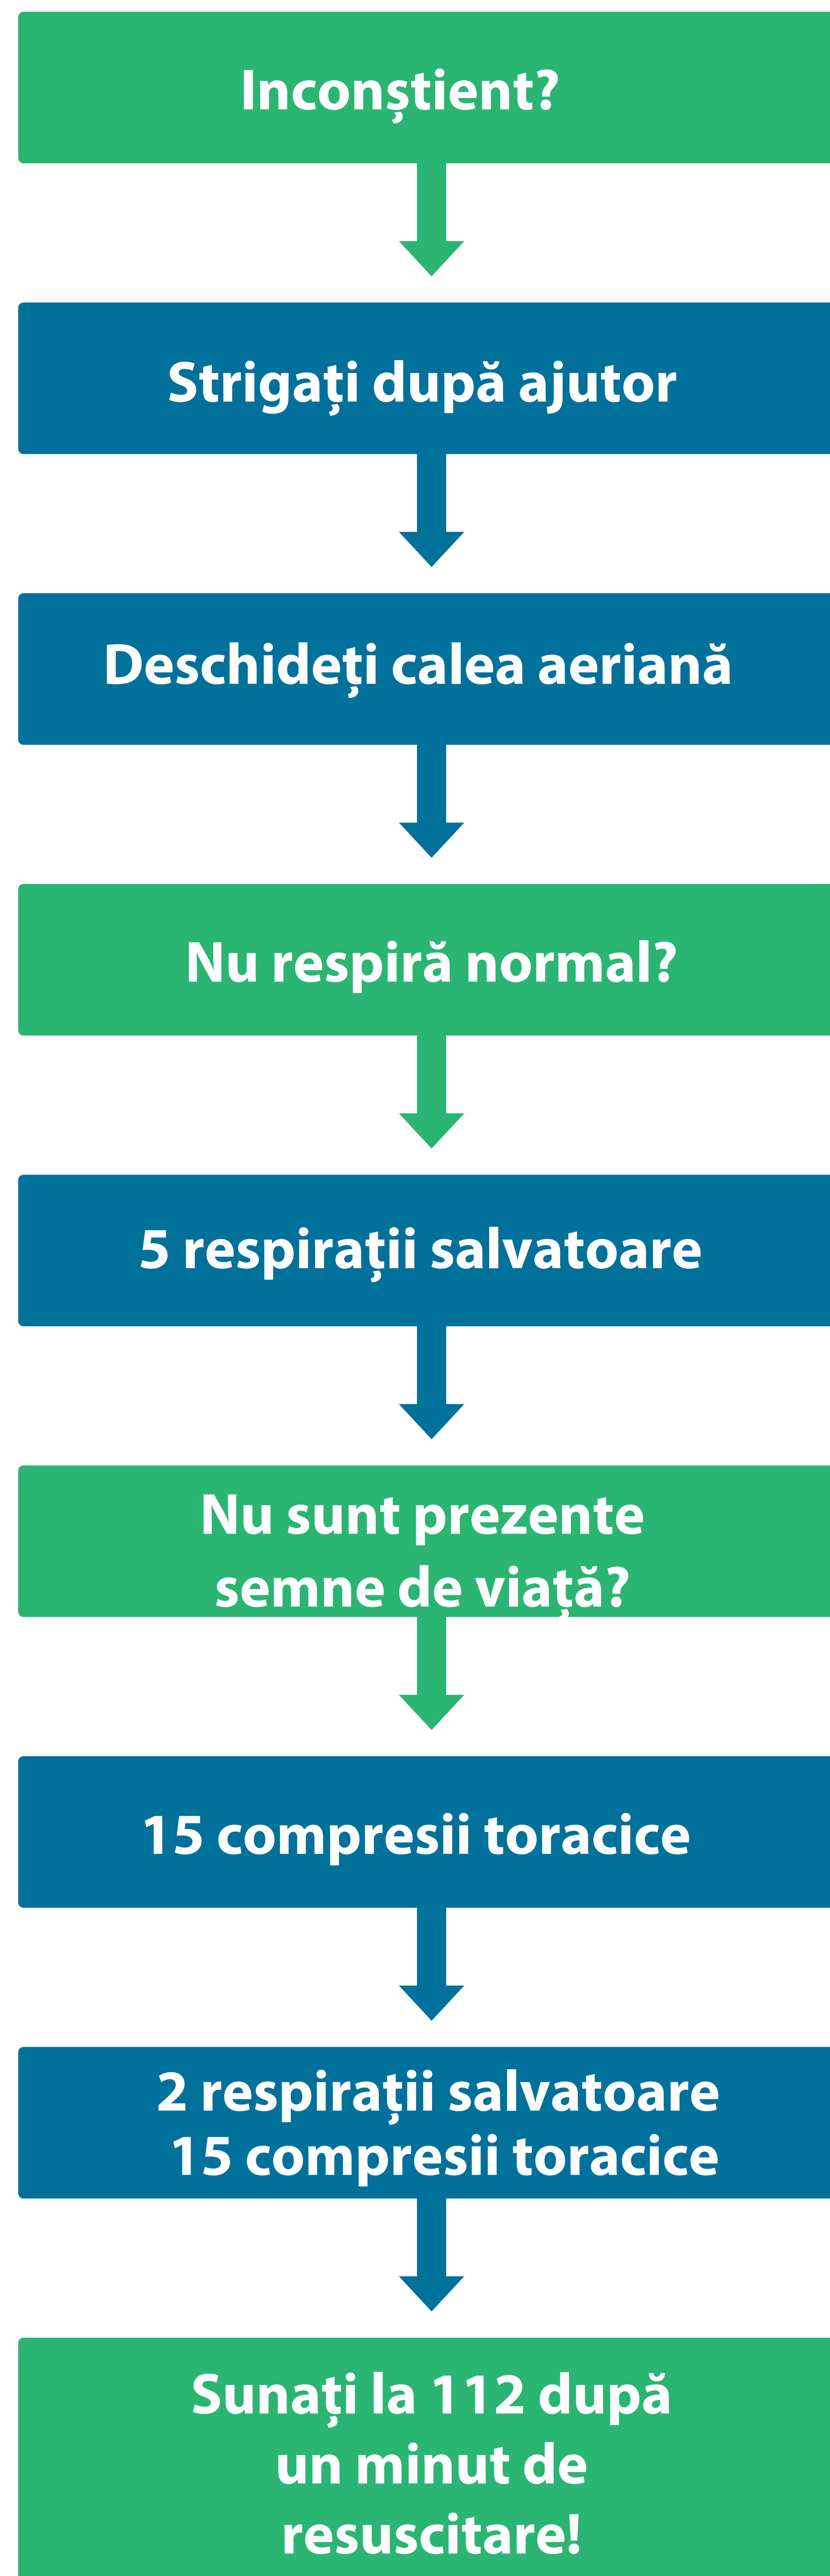 Inconștient?
Strigați după ajutor
Deschideți calea aeriană
Nu respiră normal?
5 respirații salvatoare
Nu sunt prezente
semne de viață?
15 compresii toracice
2 respirații salvatoare
15 compresii toracice
Sunați la 112 după
un minut de
resuscitare!